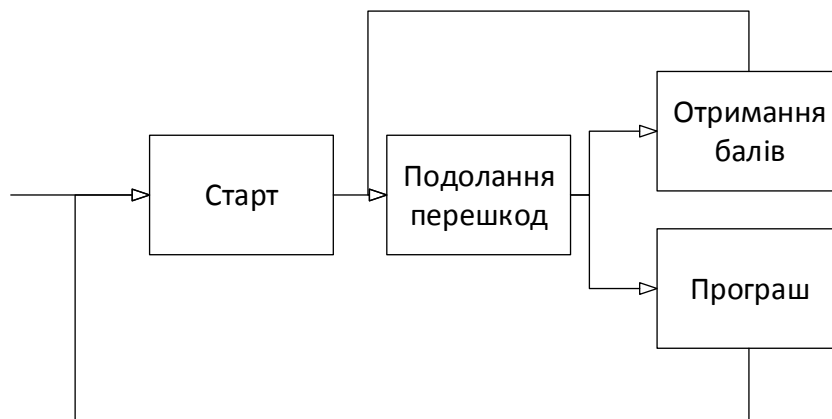 Старт
Подолання
перешкод
Отримання
балів
Програш